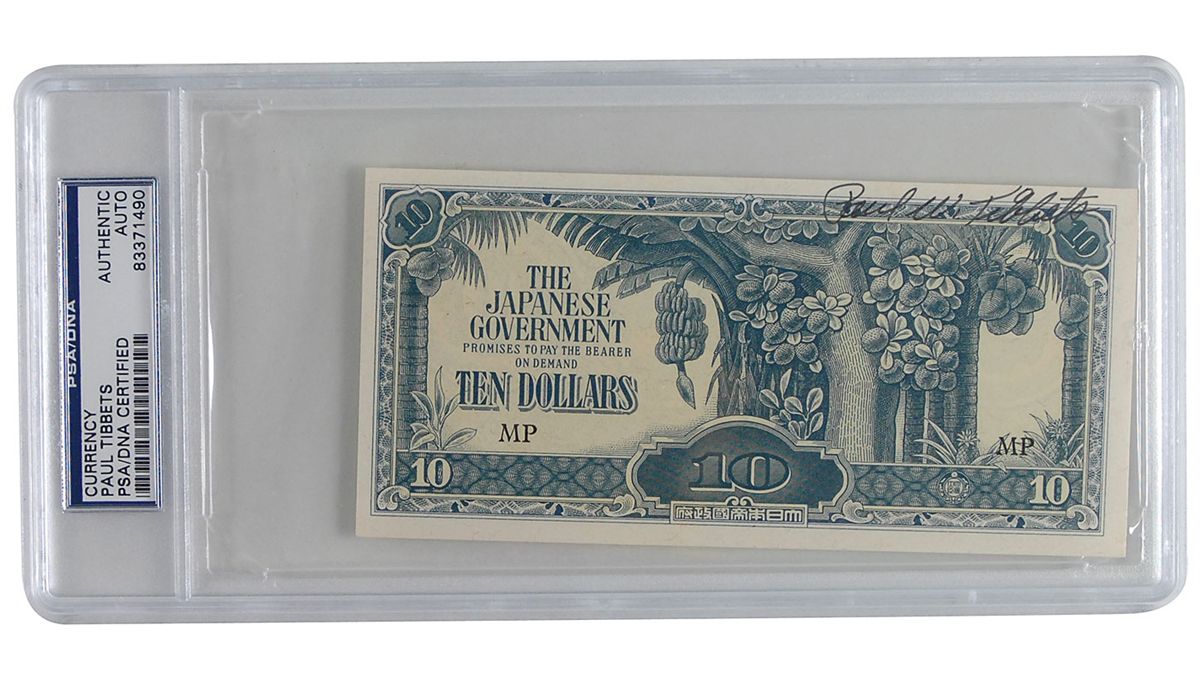 PSA/DNA
CURRENCY
PAUL TIBBETS
PSA/DNA CERTIFIED
AUTHENTIC
AUTO
83371490
Paul W. Tibbets
10
10
THE
JAPANESE
GOVERNMENT
PROMISES TO PAY THE BEARER
ON DEMAND
TEN DOLLARS
MP
MP
10
10
10
府政國帝本日大